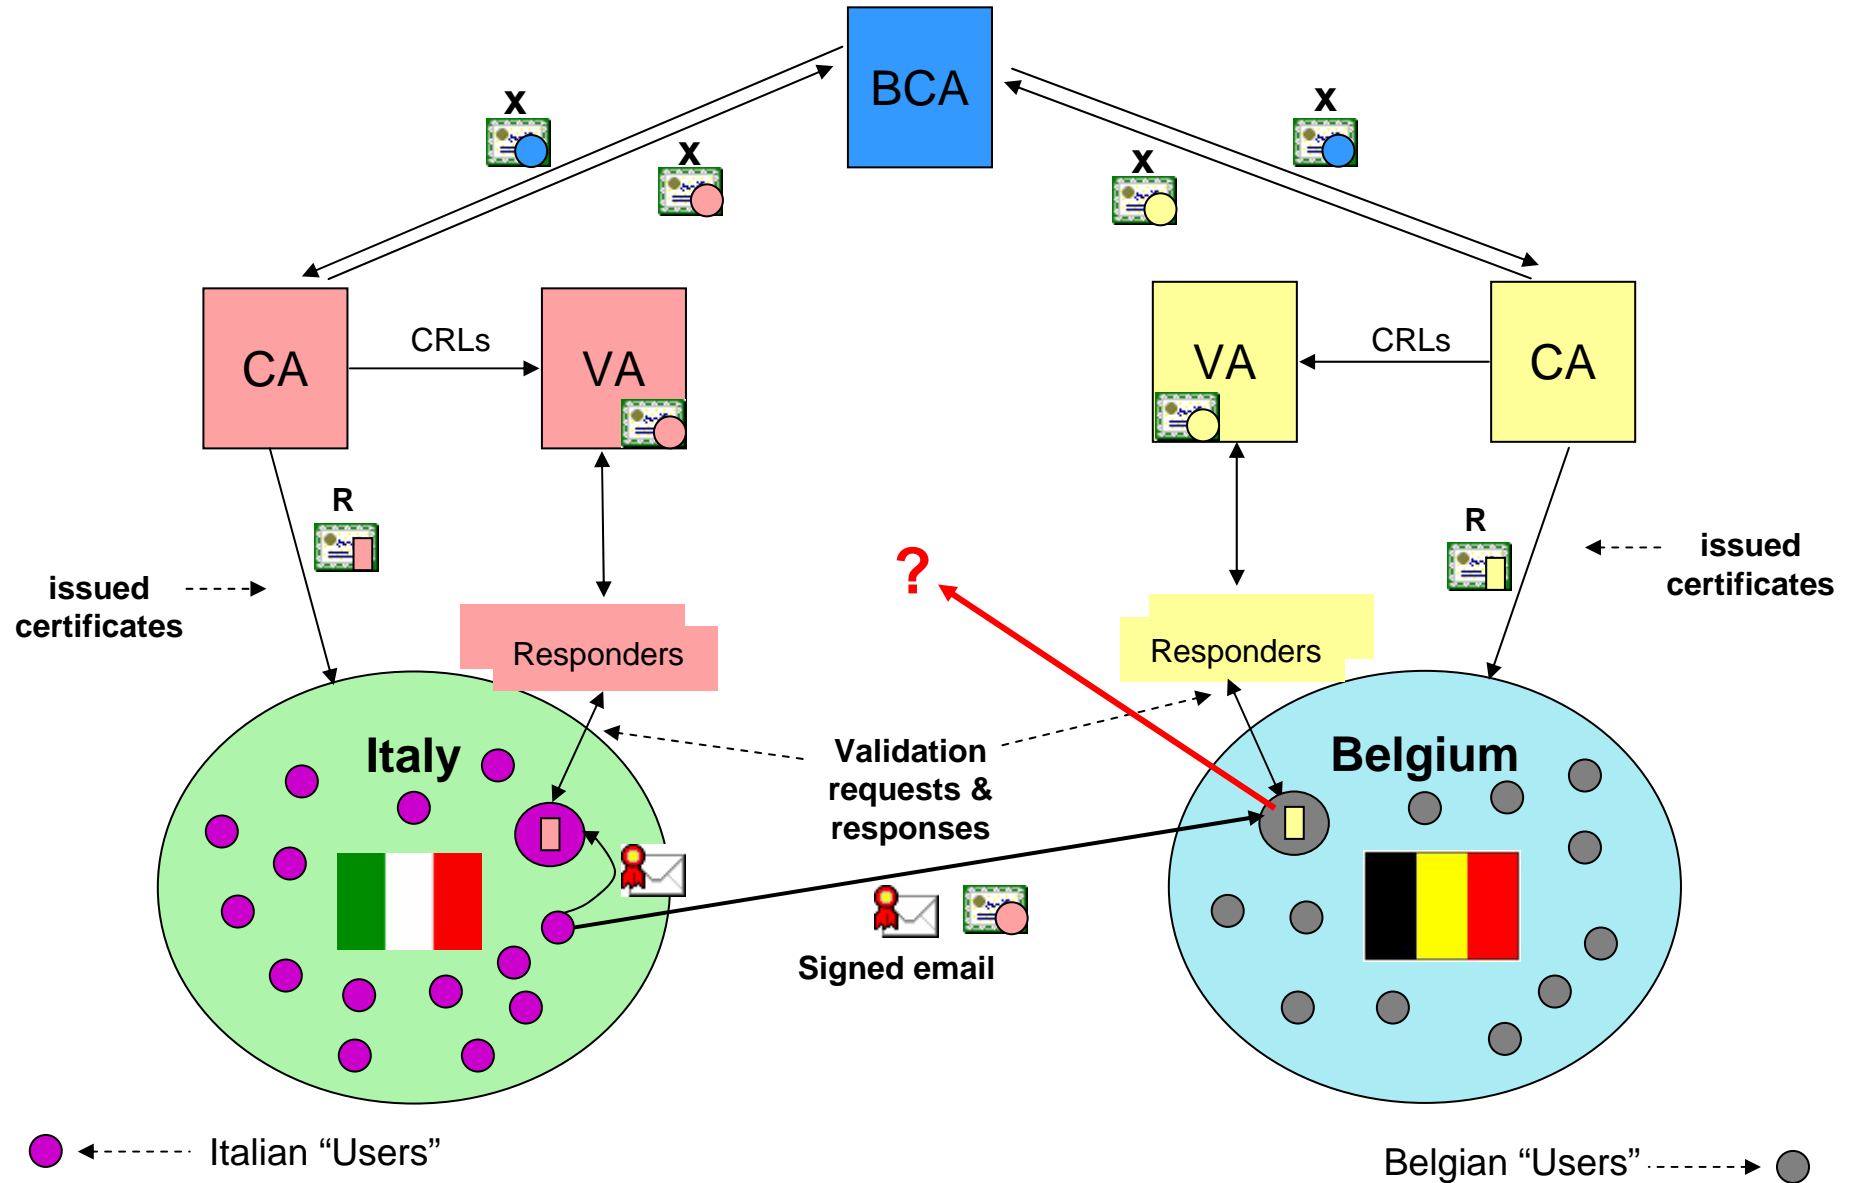 BCA
x
x
x
x
CRLs
CRLs
CA
VA
VA
CA
R
R
?
issued
certificates
issued
certificates
Responders
Responders
Italy
Validation
requests &
responses
Belgium
Signed email
Italian “Users”
Belgian “Users”